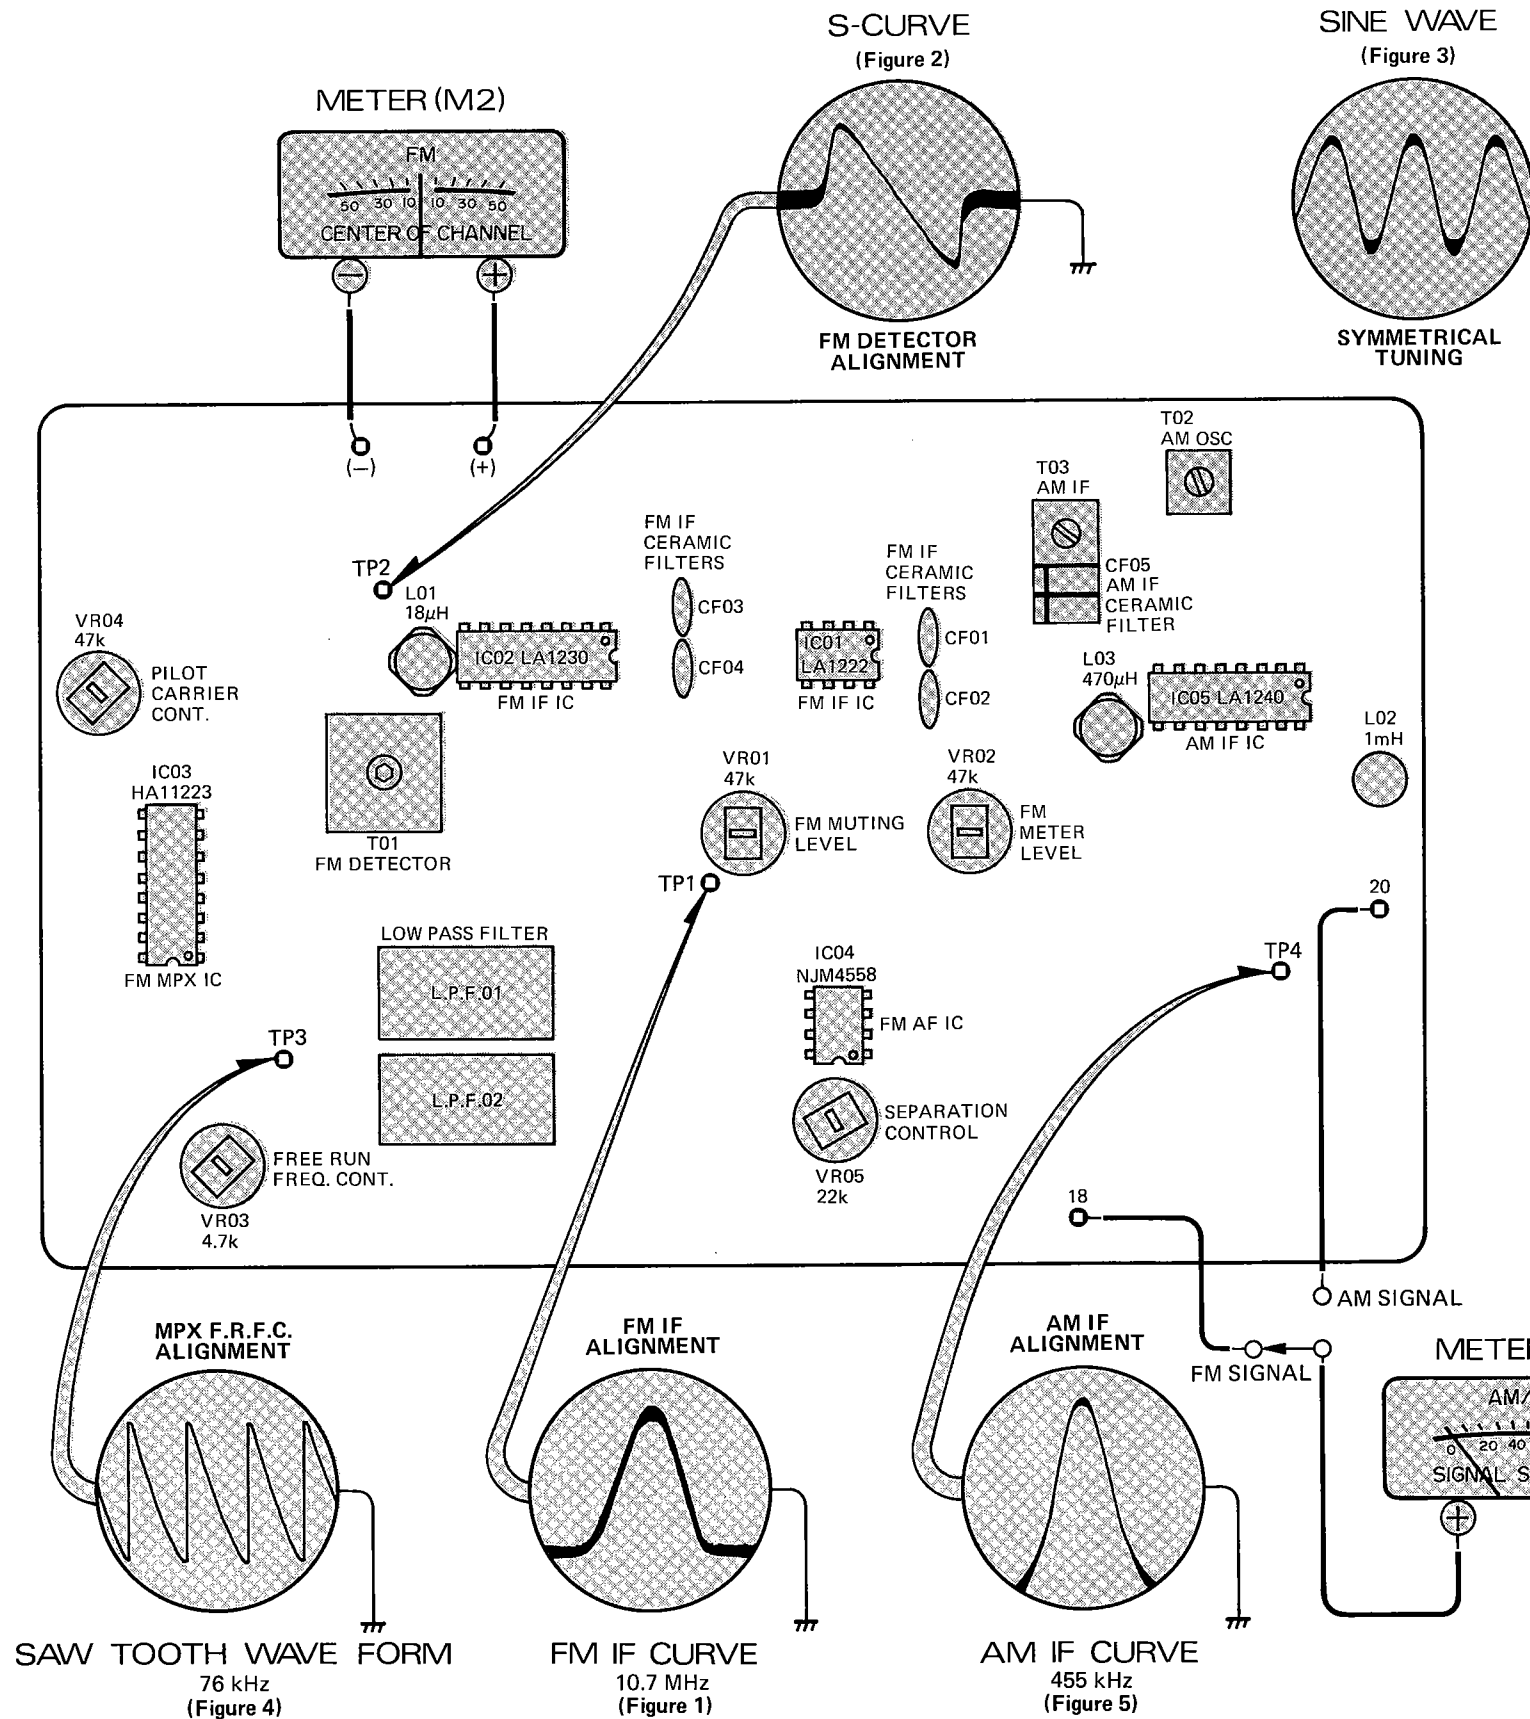 S-CURVE
(Figure 2)
SINE WAVE
(Figure 3)
METER (M2)
FM
50 30 10 10 30 50
CENTER OF CHANNEL
− +
FM DETECTOR
ALIGNMENT
SYMMETRICAL
TUNING
(−) (+)
T02
AM OSC
T03
AM IF
CF05
AM IF
CERAMIC
FILTER
FM IF
CERAMIC
FILTERS
CF03
CF04
FM IF
CERAMIC
FILTERS
CF01
CF02
TP2
L01
18µH
IC02 LA1230
FM IF IC
IC01
LA1222
FM IF IC
L03
470µH
IC05 LA1240
AM IF IC
L02
1mH
VR04
47k
PILOT
CARRIER
CONT.
IC03
HA11223
FM MPX IC
T01
FM DETECTOR
VR01
47k
FM MUTING
LEVEL
VR02
47k
FM
METER
LEVEL
TP1
20
TP4
LOW PASS FILTER
L.P.F.01
L.P.F.02
IC04
NJM4558
FM AF IC
TP3
SEPARATION
CONTROL
VR05
22k
FREE RUN
FREQ. CONT.
VR03
4.7k
18
AM SIGNAL
FM SIGNAL
MPX F.R.F.C.
ALIGNMENT
FM IF
ALIGNMENT
AM IF
ALIGNMENT
METE
AM/
0 20 40
SIGNAL S
+
SAW TOOTH WAVE FORM
76 kHz
(Figure 4)
FM IF CURVE
10.7 MHz
(Figure 1)
AM IF CURVE
455 kHz
(Figure 5)